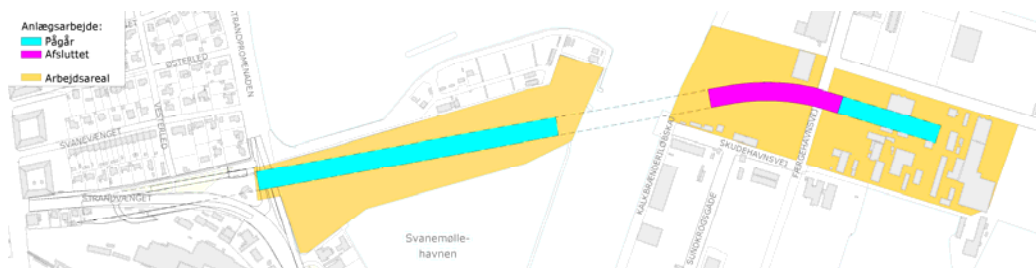 Anlægsarbejde:
Pågår
Afsluttet
Arbejdsareal
ØSTERLED
STRANDPROMENADEN
VESTERLED
SVANEVÆNGET
STRANDVÆNGET
Svanemølle-
havnen
KALKBRÆNDERILØBSKAJ
SKUDEHAVNSVEJ
FÆRGEHAVNSVEJ
SUNDKROGSGADE